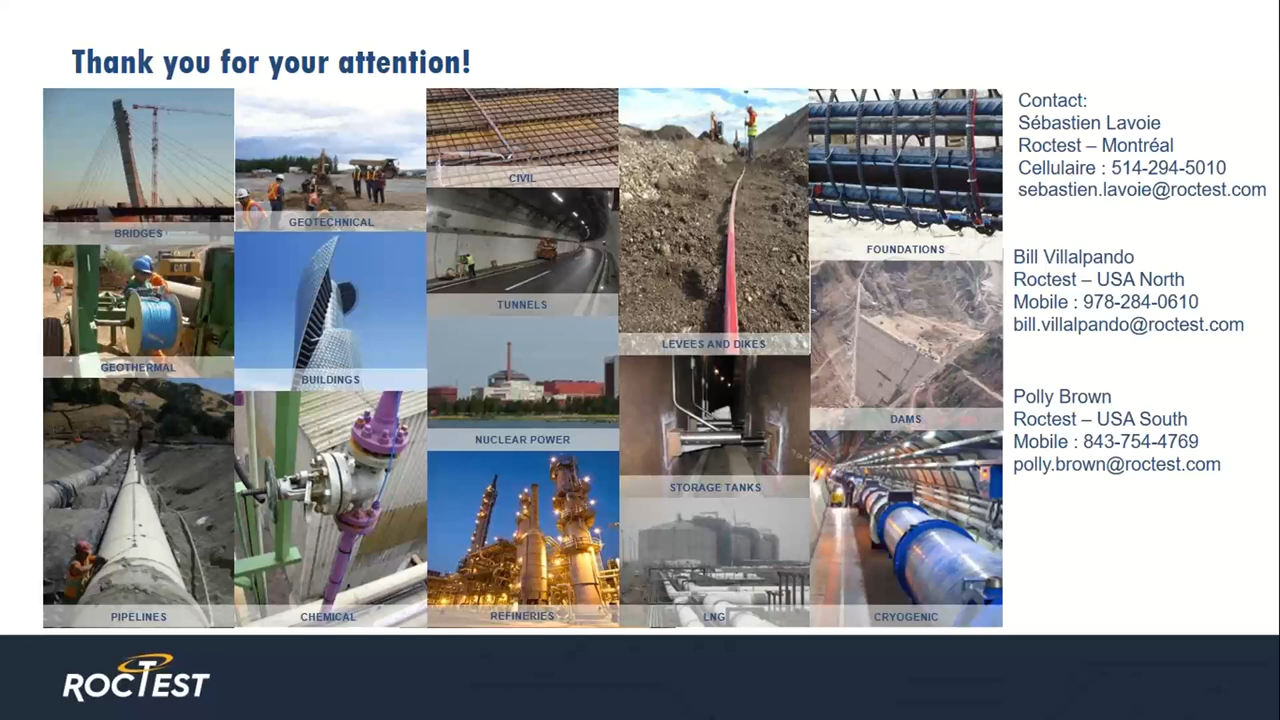 Thank you for your attention!
BRIDGES
GEOTHERMAL
PIPELINES
GEOTECHNICAL
BUILDINGS
CHEMICAL
CIVIL
TUNNELS
NUCLEAR POWER
REFINERIES
LEVEES AND DIKES
STORAGE TANKS
LNG
FOUNDATIONS
DAMS
CRYOGENIC
CAT
Contact:
Sébastien Lavoie
Roctest – Montréal
Cellulaire : 514-294-5010
sebastien.lavoie@roctest.com
Bill Villalpando
Roctest – USA North
Mobile : 978-284-0610
bill.villalpando@roctest.com
Polly Brown
Roctest – USA South
Mobile : 843-754-4769
polly.brown@roctest.com
ROCTEST